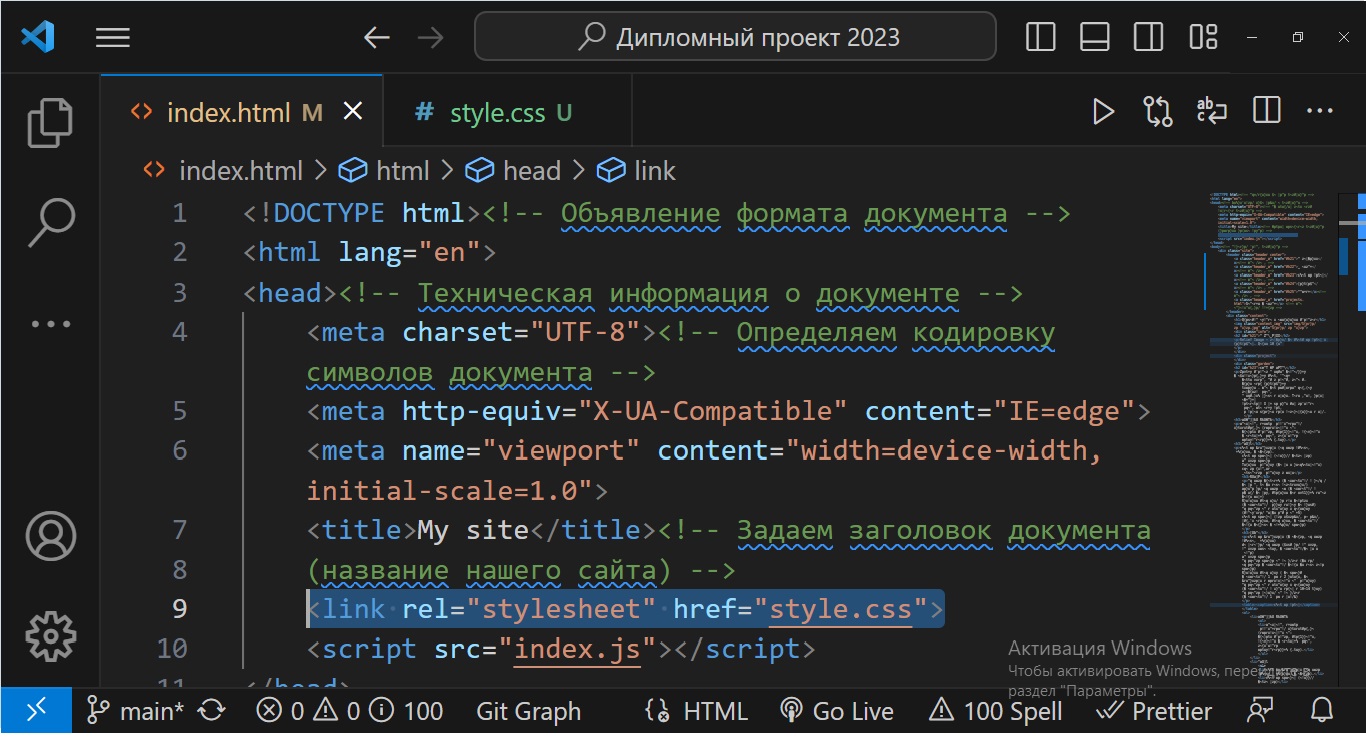 Дипломный проект 2023
index.html M
# style.css U
index.html > html > head > link
1 <!DOCTYPE html><!-- Объявление формата документа -->
2 <html lang="en">
3 <head><!-- Техническая информация о документе -->
4 <meta charset="UTF-8"><!-- Определяем кодировку
символов документа -->
5 <meta http-equiv="X-UA-Compatible" content="IE=edge">
6 <meta name="viewport" content="width=device-width,
initial-scale=1.0">
7 <title>My site</title><!-- Задаем заголовок документа
8 (название нашего сайта) -->
9 <link rel="stylesheet" href="style.css">
10 <script src="index.js"></script>
11 </head>
Активация Windows
Чтобы активировать Windows, перейдите в
раздел "Параметры".
main* 0 0 100 Git Graph HTML Go Live 100 Spell Prettier